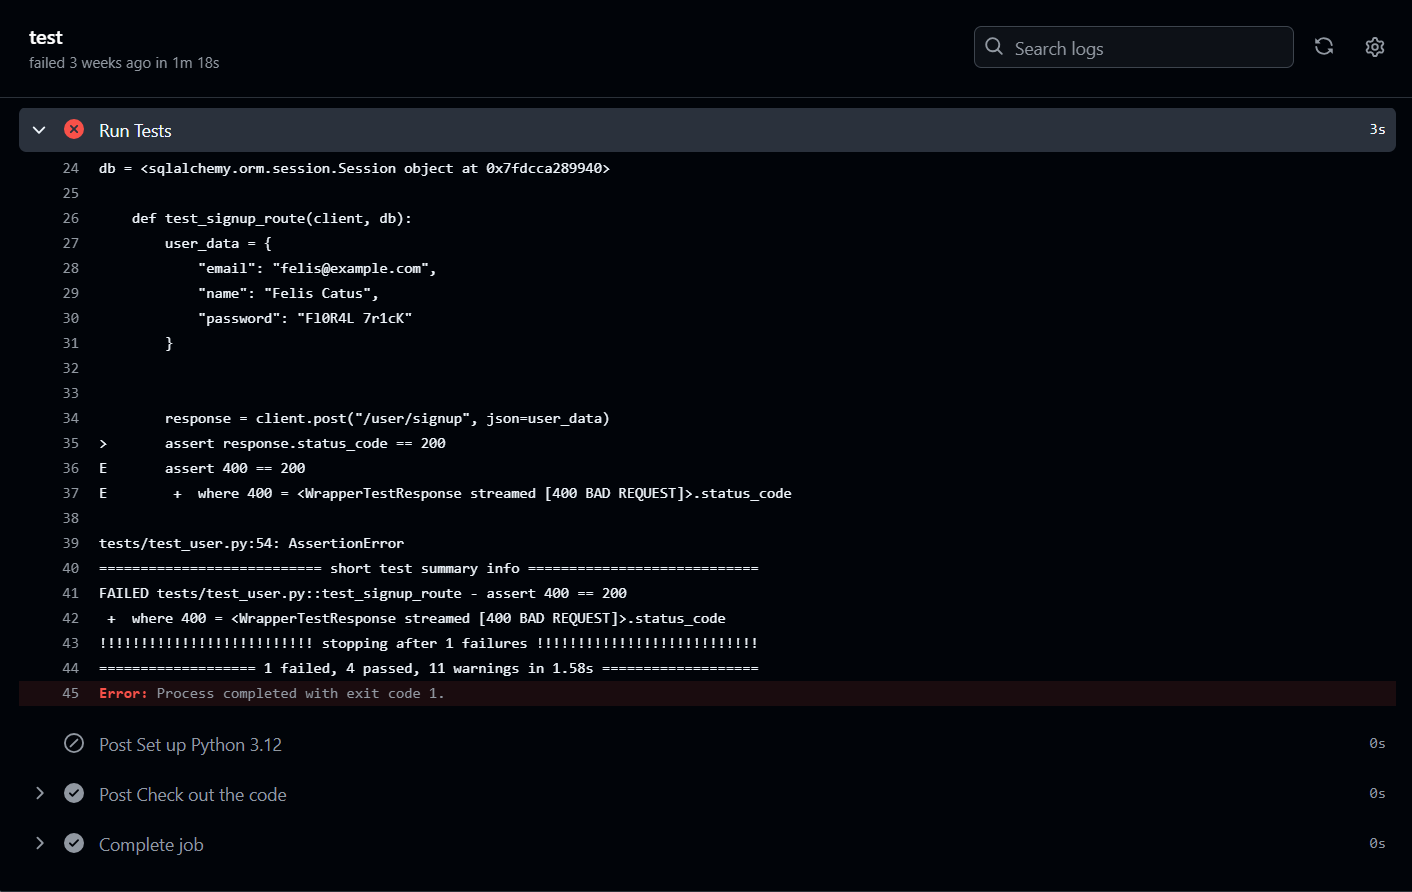 test
failed 3 weeks ago in 1m 18s
Search logs
Run Tests 3s
24 db = <sqlalchemy.orm.session.Session object at 0x7fdcca289940>
25
26     def test_signup_route(client, db):
27         user_data = {
28             "email": "felis@example.com",
29             "name": "Felis Catus",
30             "password": "Fl0R4L 7r1cK"
31         }
32
33
34         response = client.post("/user/signup", json=user_data)
35 >       assert response.status_code == 200
36 E       assert 400 == 200
37 E        +  where 400 = <WrapperTestResponse streamed [400 BAD REQUEST]>.status_code
38
39 tests/test_user.py:54: AssertionError
40 =========================== short test summary info ============================
41 FAILED tests/test_user.py::test_signup_route - assert 400 == 200
42  +  where 400 = <WrapperTestResponse streamed [400 BAD REQUEST]>.status_code
43 !!!!!!!!!!!!!!!!!!!!!!!!!! stopping after 1 failures !!!!!!!!!!!!!!!!!!!!!!!!!!!
44 =================== 1 failed, 4 passed, 11 warnings in 1.58s ===================
45 Error: Process completed with exit code 1.
Post Set up Python 3.12 0s
Post Check out the code 0s
Complete job 0s